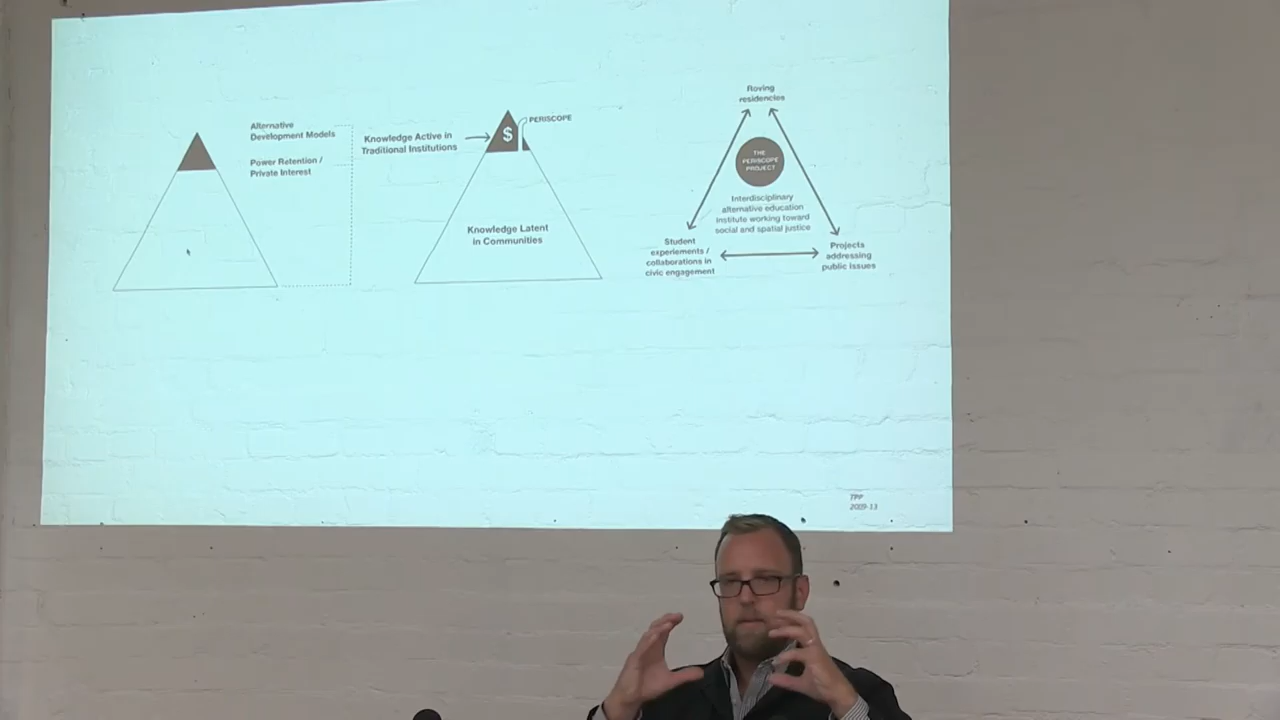 Alternative
Development Models
Power Retention /
Private Interest
Knowledge Active in
Traditional Institutions
$
PERISCOPE
Knowledge Latent
in Communities
Roving
residencies
THE
PERISCOPE
PROJECT
Interdisciplinary
alternative education
institute working toward
social and spatial justice
Student
experiements /
collaborations in
civic engagement
Projects
addressing
public issues
TPP
2009-13